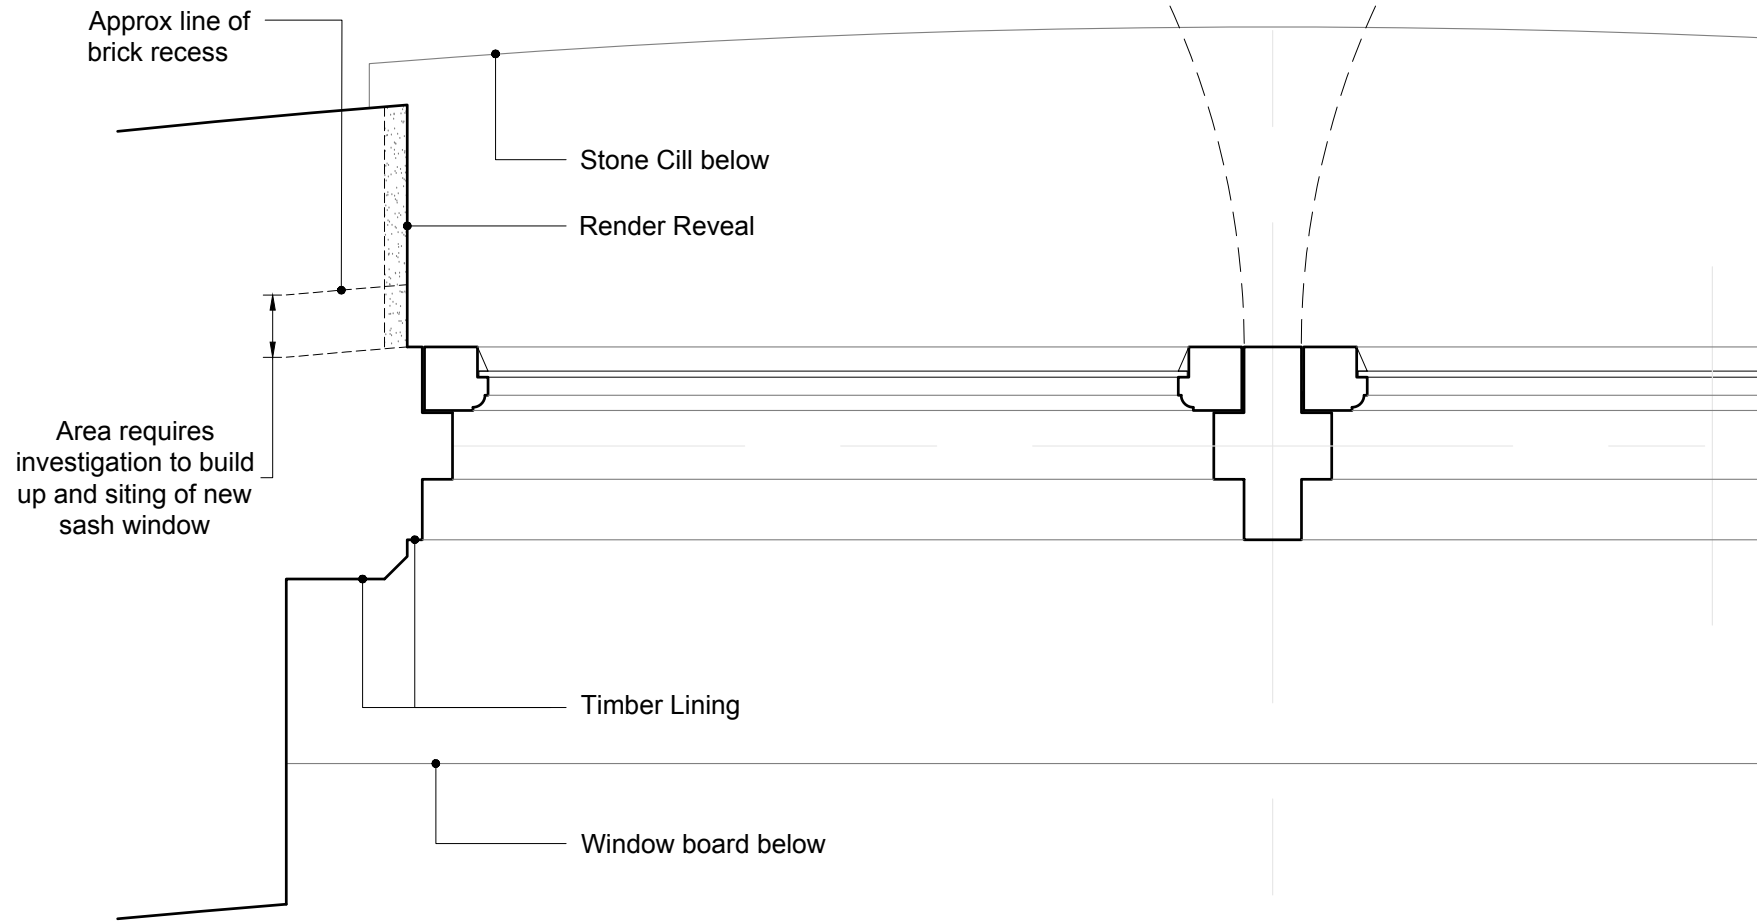 Approx line of
brick recess
Stone Cill below
Render Reveal
Area requires
investigation to build
up and siting of new
sash window
Timber Lining
Window board below